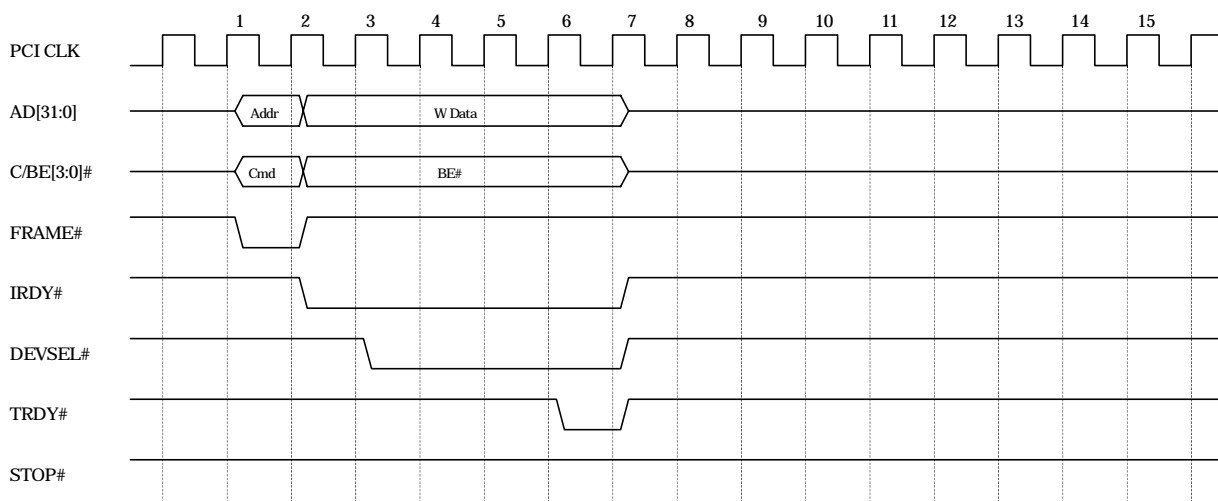 1 2 3 4 5 6 7 8 9 10 11 12 13 14 15
PCI CLK
AD[31:0] Addr W Data
C/BE[3:0]# Cmd BE#
FRAME#
IRDY#
DEVSEL#
TRDY#
STOP#